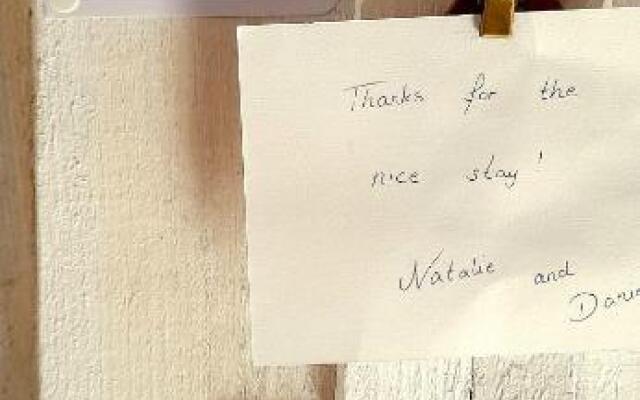 Thanks for the
nice stay!
Natalie and